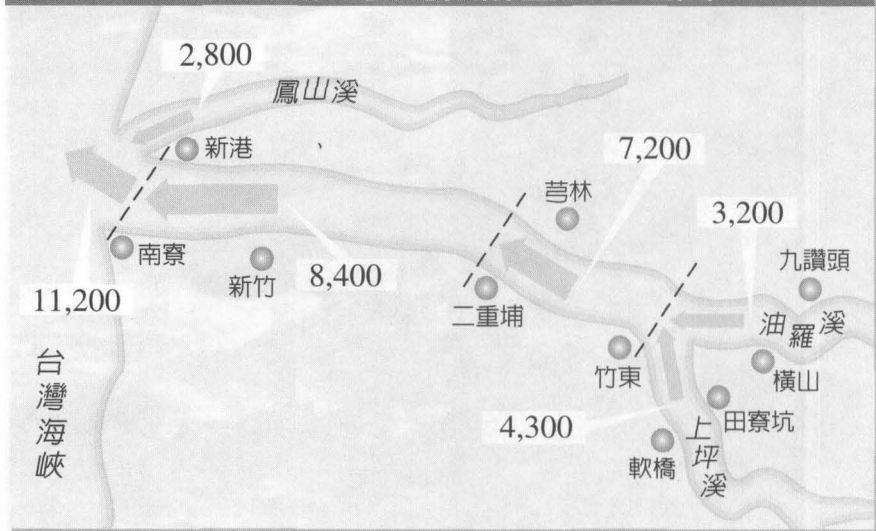 2,800
鳳山溪
新港
7,200
芎林
3,200
九讚頭
南寮
新竹
8,400
11,200
二重埔
油羅溪
竹東
橫山
4,300
田寮坑
軟橋
上坪溪
台灣海峽